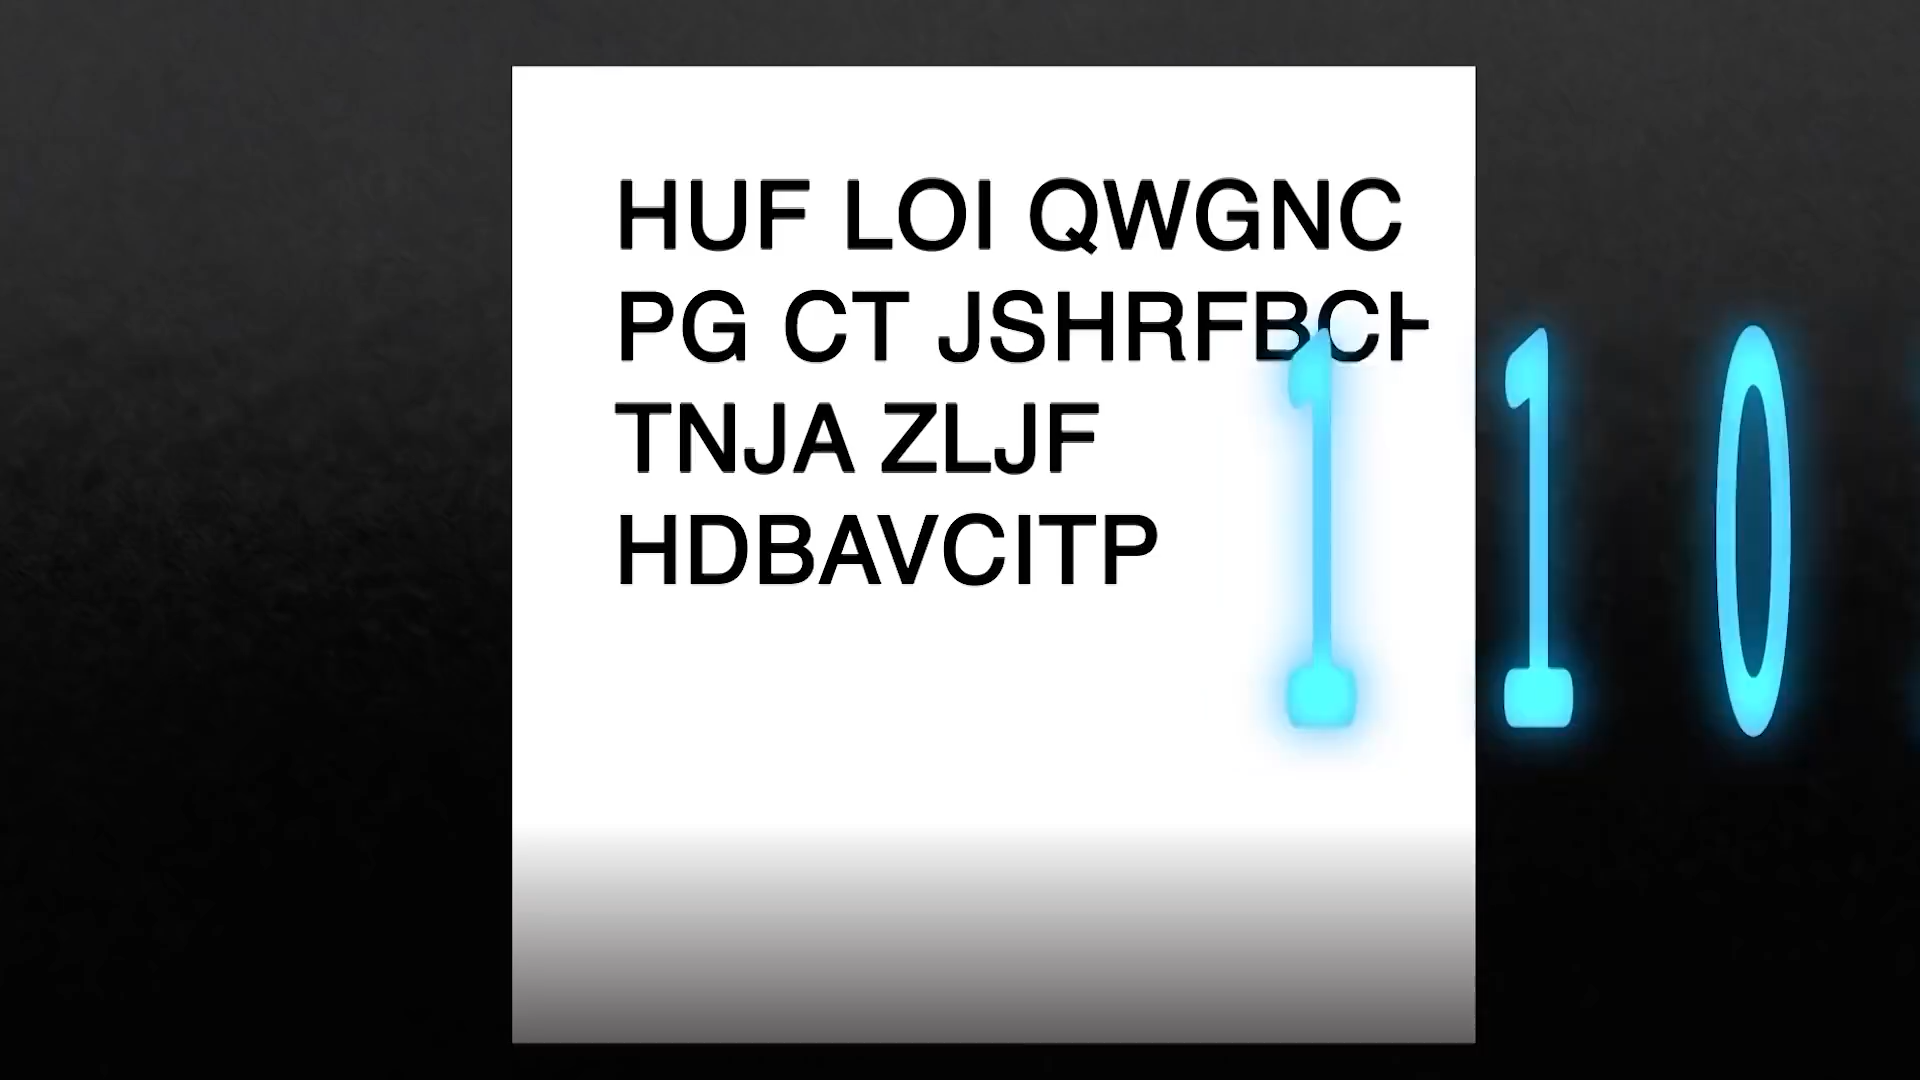 HUF LOI QWGNC
PG CT JSHRFBCH
TNJA ZLJF
HDBAVCITP
1 1 0